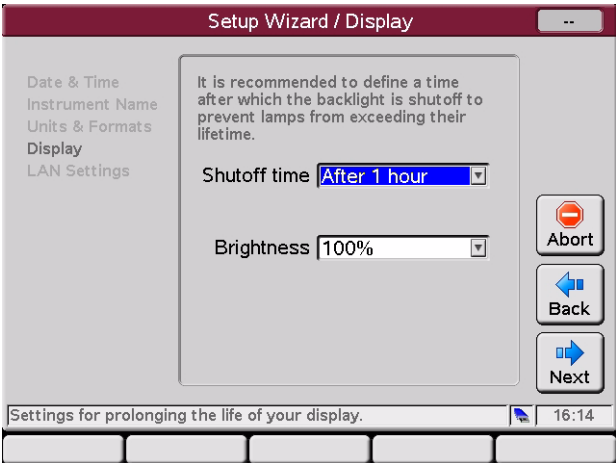 Setup Wizard / Display
--
Date & Time
Instrument Name
Units & Formats
Display
LAN Settings
It is recommended to define a time
after which the backlight is shutoff to
prevent lamps from exceeding their
lifetime.
Shutoff time After 1 hour
Brightness 100%
Abort
Back
Next
Settings for prolonging the life of your display.
16:14